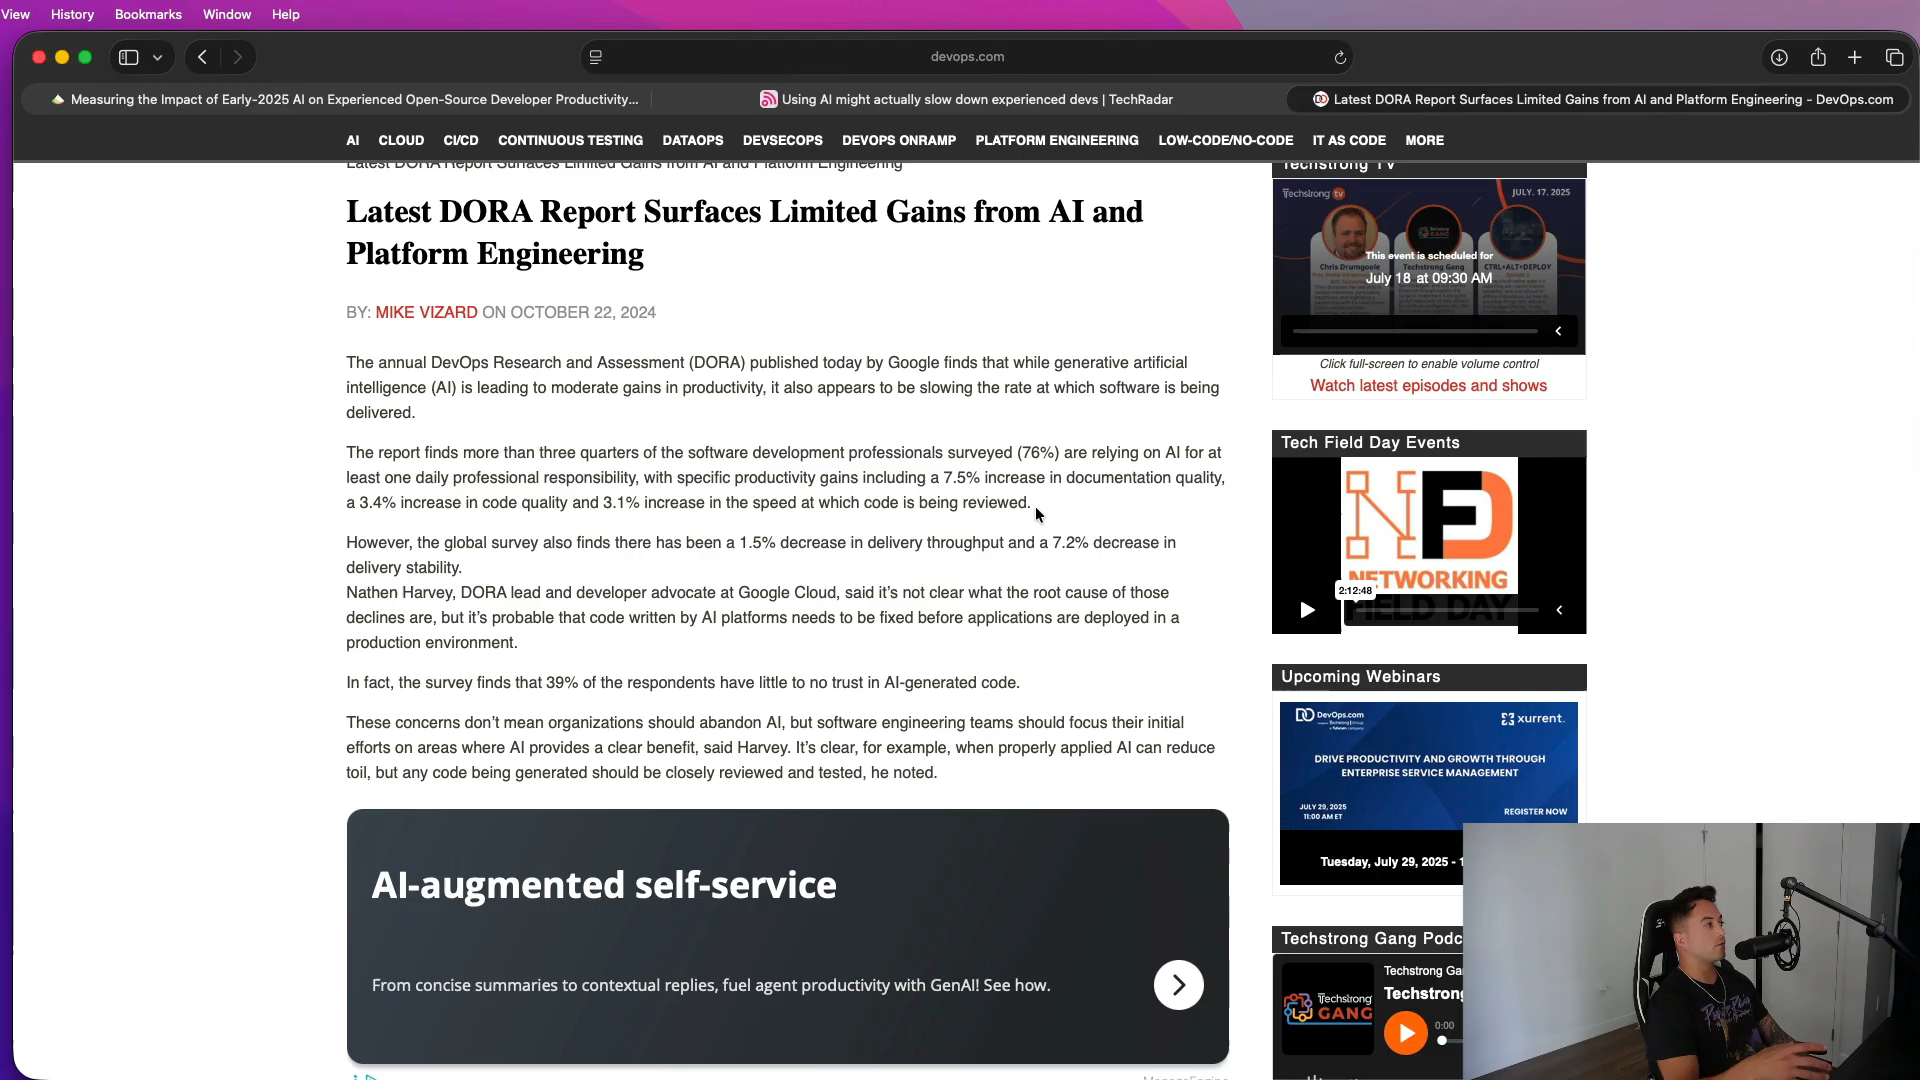 View History Bookmarks Window Help
devops.com
Measuring the Impact of Early-2025 AI on Experienced Open-Source Developer Productivity...
Using AI might actually slow down experienced devs | TechRadar
Latest DORA Report Surfaces Limited Gains from AI and Platform Engineering - DevOps.com
AI CLOUD CI/CD CONTINUOUS TESTING DATAOPS DEVSECOPS DEVOPS ONRAMP PLATFORM ENGINEERING LOW-CODE/NO-CODE IT AS CODE MORE
Latest DORA Report Surfaces Limited Gains from AI and Platform Engineering
Latest DORA Report Surfaces Limited Gains from AI and
Platform Engineering
BY: MIKE VIZARD ON OCTOBER 22, 2024
The annual DevOps Research and Assessment (DORA) published today by Google finds that while generative artificial
intelligence (AI) is leading to moderate gains in productivity, it also appears to be slowing the rate at which software is being
delivered.
The report finds more than three quarters of the software development professionals surveyed (76%) are relying on AI for at
least one daily professional responsibility, with specific productivity gains including a 7.5% increase in documentation quality,
a 3.4% increase in code quality and 3.1% increase in the speed at which code is being reviewed.
However, the global survey also finds there has been a 1.5% decrease in delivery throughput and a 7.2% decrease in
delivery stability.
Nathen Harvey, DORA lead and developer advocate at Google Cloud, said it’s not clear what the root cause of those
declines are, but it’s probable that code written by AI platforms needs to be fixed before applications are deployed in a
production environment.
In fact, the survey finds that 39% of the respondents have little to no trust in AI-generated code.
These concerns don’t mean organizations should abandon AI, but software engineering teams should focus their initial
efforts on areas where AI provides a clear benefit, said Harvey. It’s clear, for example, when properly applied AI can reduce
toil, but any code being generated should be closely reviewed and tested, he noted.
AI-augmented self-service
From concise summaries to contextual replies, fuel agent productivity with GenAI! See how.
Techstrong TV
Techstrong tv
JULY. 17. 2025
This event is scheduled for
July 18 at 09:30 AM
Chris Drumgoole
Techstrong Gang
CTRL+ALT+DEPLOY
Click full-screen to enable volume control
Watch latest episodes and shows
Tech Field Day Events
NFD
NETWORKING
FIELD DAY
2:12:48
Upcoming Webinars
DevOps.com
xurrent.
DRIVE PRODUCTIVITY AND GROWTH THROUGH
ENTERPRISE SERVICE MANAGEMENT
JULY 29, 2025
11:00 AM ET
REGISTER NOW
Tuesday, July 29, 2025 - 1
Techstrong Gang Podc
Techstrong Ga
Techstrong
Techstrong
GANG
0:00